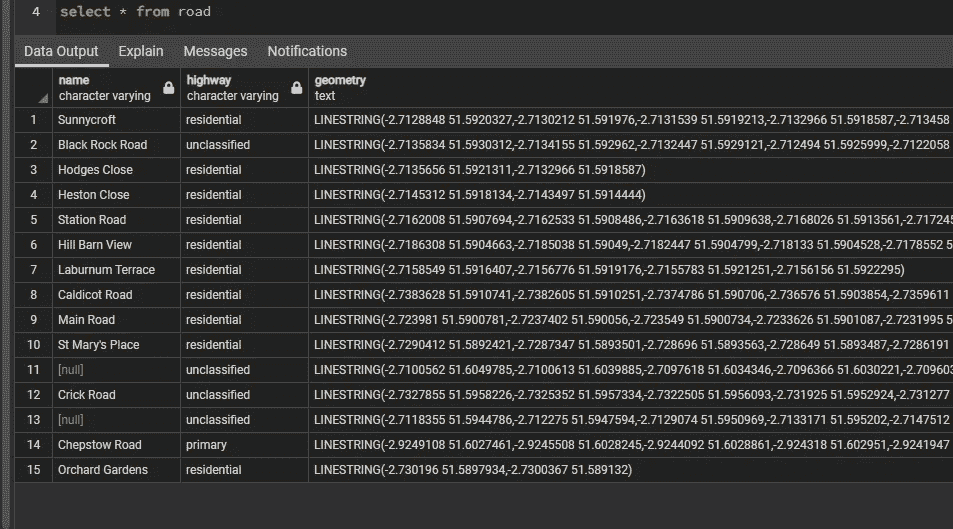 4 select * from road
Data Output Explain Messages Notifications
name highway geometry
character varying character varying text
1 Sunnycroft residential LINESTRING(-2.7128848 51.5920327,-2.7130212 51.591976,-2.7131539 51.5919213,-2.7132966 51.5918587,-2.713458
2 Black Rock Road unclassified LINESTRING(-2.7135834 51.5930312,-2.7134155 51.592962,-2.7132447 51.5929121,-2.712494 51.5925999,-2.7122058
3 Hodges Close residential LINESTRING(-2.7135656 51.5921311,-2.7132966 51.5918587)
4 Heston Close residential LINESTRING(-2.7145312 51.5918134,-2.7143497 51.5914444)
5 Station Road residential LINESTRING(-2.7162008 51.5907694,-2.7162533 51.5908486,-2.7163618 51.5909638,-2.7168026 51.5913561,-2.717245
6 Hill Barn View residential LINESTRING(-2.7186308 51.5904663,-2.7185038 51.59049,-2.7182447 51.5904799,-2.718133 51.5904528,-2.7178552 5
7 Laburnum Terrace residential LINESTRING(-2.7158549 51.5916407,-2.7156776 51.5919176,-2.7155783 51.5921251,-2.7156156 51.5922295)
8 Caldicot Road residential LINESTRING(-2.7383628 51.5910741,-2.7382605 51.5910251,-2.7374786 51.590706,-2.736576 51.5903854,-2.7359611
9 Main Road residential LINESTRING(-2.723981 51.5900781,-2.7237402 51.590056,-2.723549 51.5900734,-2.7233626 51.5901087,-2.7231995 5
10 St Mary's Place residential LINESTRING(-2.7290412 51.5892421,-2.7287347 51.5893501,-2.728696 51.5893563,-2.728649 51.5893487,-2.7286191
11 [null] unclassified LINESTRING(-2.7100562 51.6049785,-2.7100613 51.6039885,-2.7097618 51.6034346,-2.7096366 51.6030221,-2.709603
12 Crick Road unclassified LINESTRING(-2.7327855 51.5958226,-2.7325352 51.5957334,-2.7322505 51.5956093,-2.731925 51.5952924,-2.731277
13 [null] unclassified LINESTRING(-2.7118355 51.5944786,-2.712275 51.5947594,-2.7129074 51.5950969,-2.7133171 51.595202,-2.7147512
14 Chepstow Road primary LINESTRING(-2.9249108 51.6027461,-2.9245508 51.6028245,-2.9244092 51.6028861,-2.924318 51.602951,-2.9241947
15 Orchard Gardens residential LINESTRING(-2.730196 51.5897934,-2.7300367 51.589132)